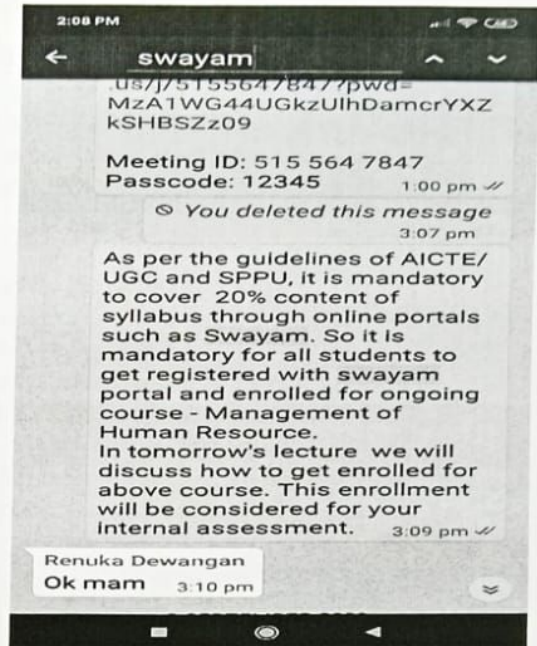 2:08 PM
swayam
.us/j/5155647847?pwd=
MzA1WG44UGkzUlhDamcrYXZ
kSHBSZz09
Meeting ID: 515 564 7847
Passcode: 12345 1:00 pm
You deleted this message
3:07 pm
As per the guidelines of AICTE/
UGC and SPPU, it is mandatory
to cover 20% content of
syllabus through online portals
such as Swayam. So it is
mandatory for all students to
get registered with swayam
portal and enrolled for ongoing
course - Management of
Human Resource.
In tomorrow's lecture we will
discuss how to get enrolled for
above course. This enrollment
will be considered for your
internal assessment. 3:09 pm
Renuka Dewangan
Ok mam 3:10 pm